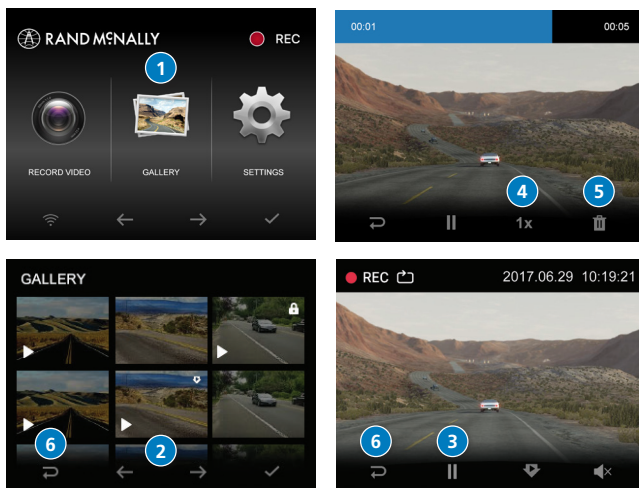 RAND MCNALLY
REC
1
RECORD VIDEO
GALLERY
SETTINGS
00:01
00:05
4
5
1x
GALLERY
6
2
REC
2017.06.29 10:19:21
6
3